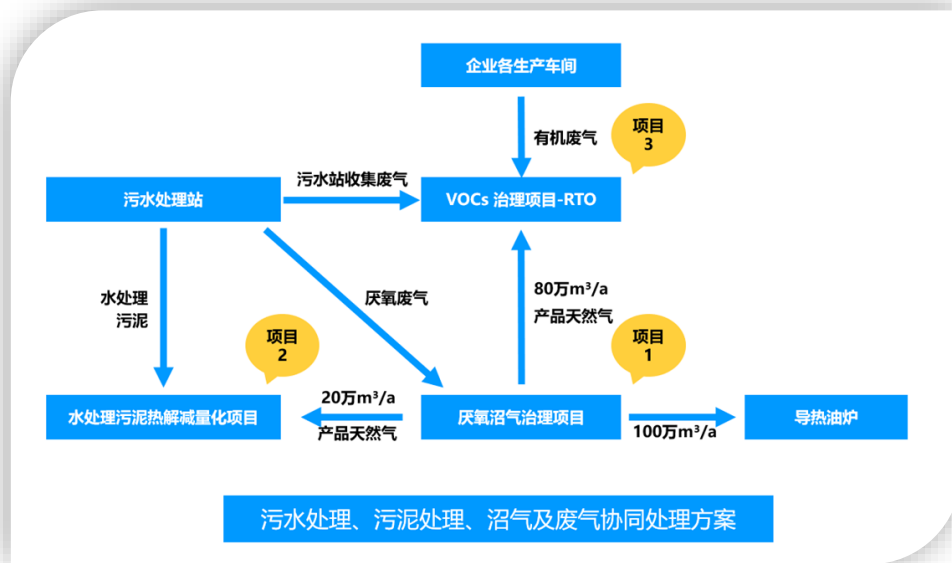 企业各生产车间
有机废气
项目
3
污水站收集废气
污水处理站
VOCs 治理项目-RTO
水处理
污泥
厌氧废气
80万m³/a
产品天然气
项目
2
项目
1
20万m³/a
产品天然气
水处理污泥热解减量化项目
厌氧沼气治理项目
100万m³/a
导热油炉
污水处理、污泥处理、沼气及废气协同处理方案